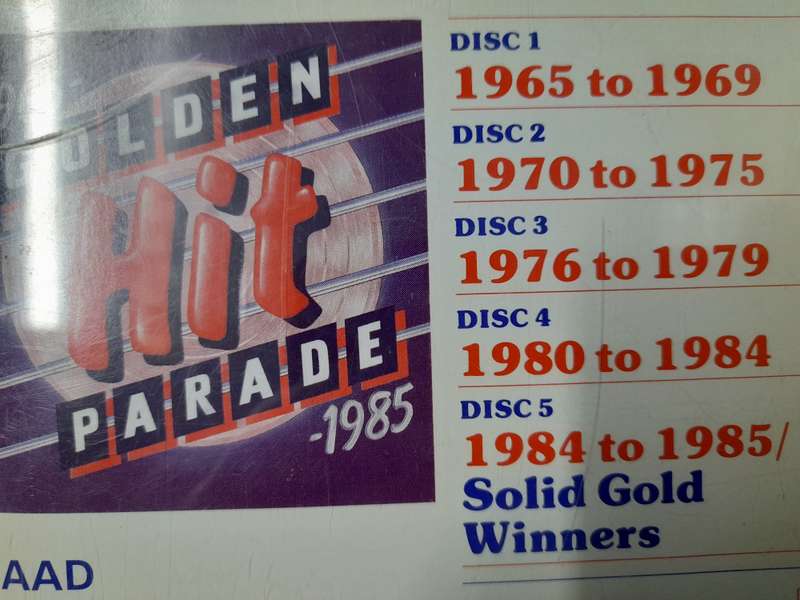 GOLDEN
Hit
PARADE
-1985
AAD
DISC 1
1965 to 1969
DISC 2
1970 to 1975
DISC 3
1976 to 1979
DISC 4
1980 to 1984
DISC 5
1984 to 1985/
Solid Gold
Winners